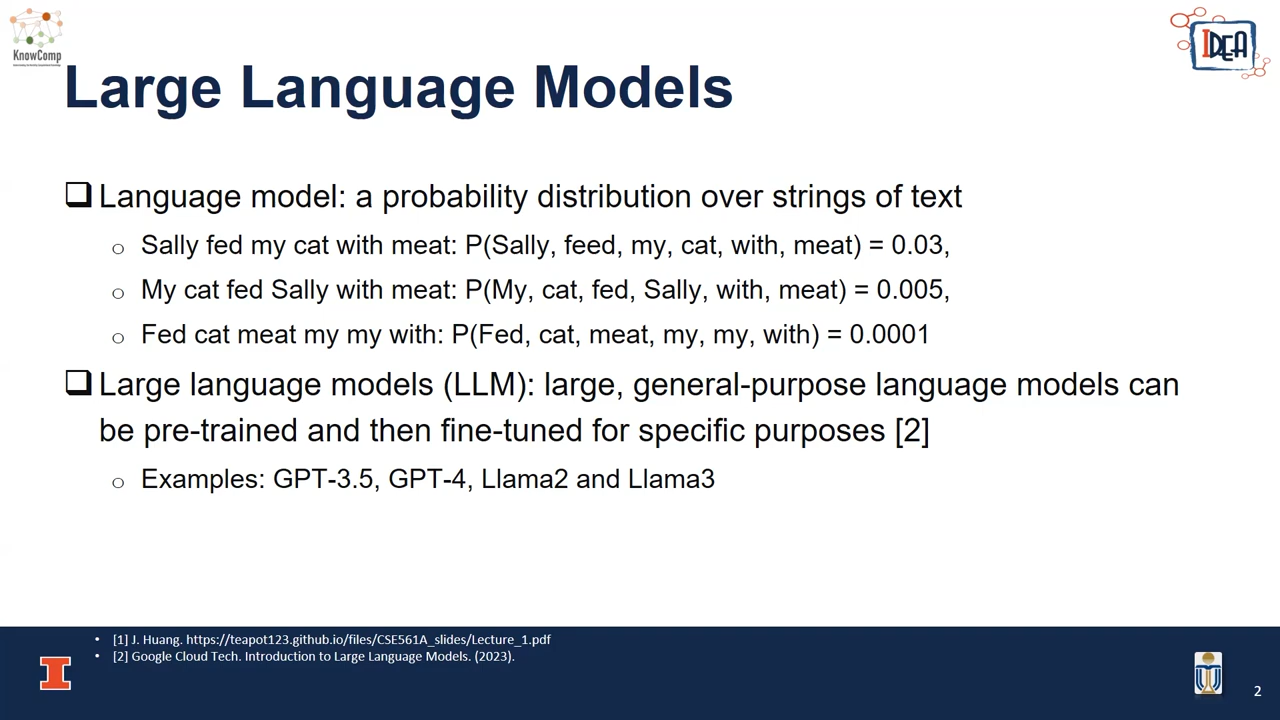 KnowComp
IDEA
Large Language Models
Language model: a probability distribution over strings of text
Sally fed my cat with meat: P(Sally, feed, my, cat, with, meat) = 0.03,
My cat fed Sally with meat: P(My, cat, fed, Sally, with, meat) = 0.005,
Fed cat meat my my with: P(Fed, cat, meat, my, my, with) = 0.0001
Large language models (LLM): large, general-purpose language models can
be pre-trained and then fine-tuned for specific purposes [2]
Examples: GPT-3.5, GPT-4, Llama2 and Llama3
• [1] J. Huang. https://teapot123.github.io/files/CSE561A_slides/Lecture_1.pdf
• [2] Google Cloud Tech. Introduction to Large Language Models. (2023).
I
2